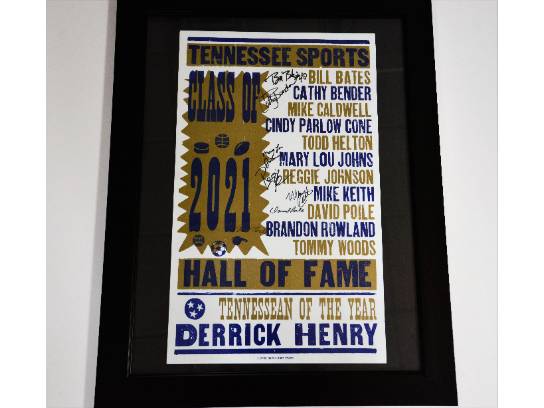 TENNESSEE SPORTS
CLASS OF
2021
BILL BATES
CATHY BENDER
MIKE CALDWELL
CINDY PARLOW CONE
TODD HELTON
MARY LOU JOHNS
REGGIE JOHNSON
MIKE KEITH
DAVID POILE
BRANDON ROWLAND
TOMMY WOODS
HALL OF FAME
TENNESSEAN OF THE YEAR
DERRICK HENRY